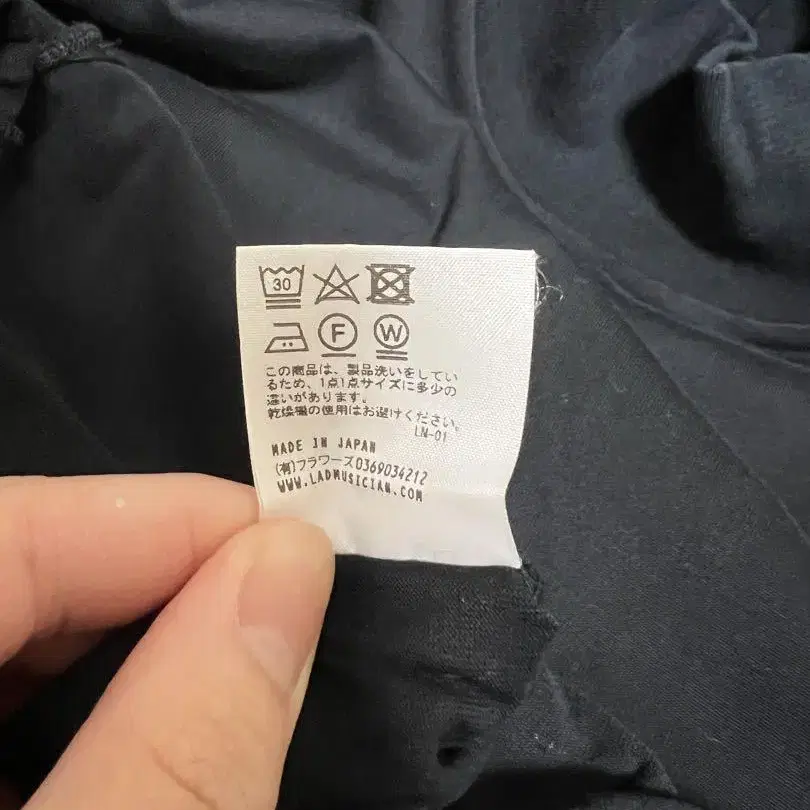 30
F W
この商品は、製品洗いをしてい
るため、1点1点サイズに多少の
違いがあります。
乾燥機の使用はお避けください。
LM-01
MADE IN JAPAN
(有)フラワーズ0369034212
WWW.LADMUSICIAN.COM